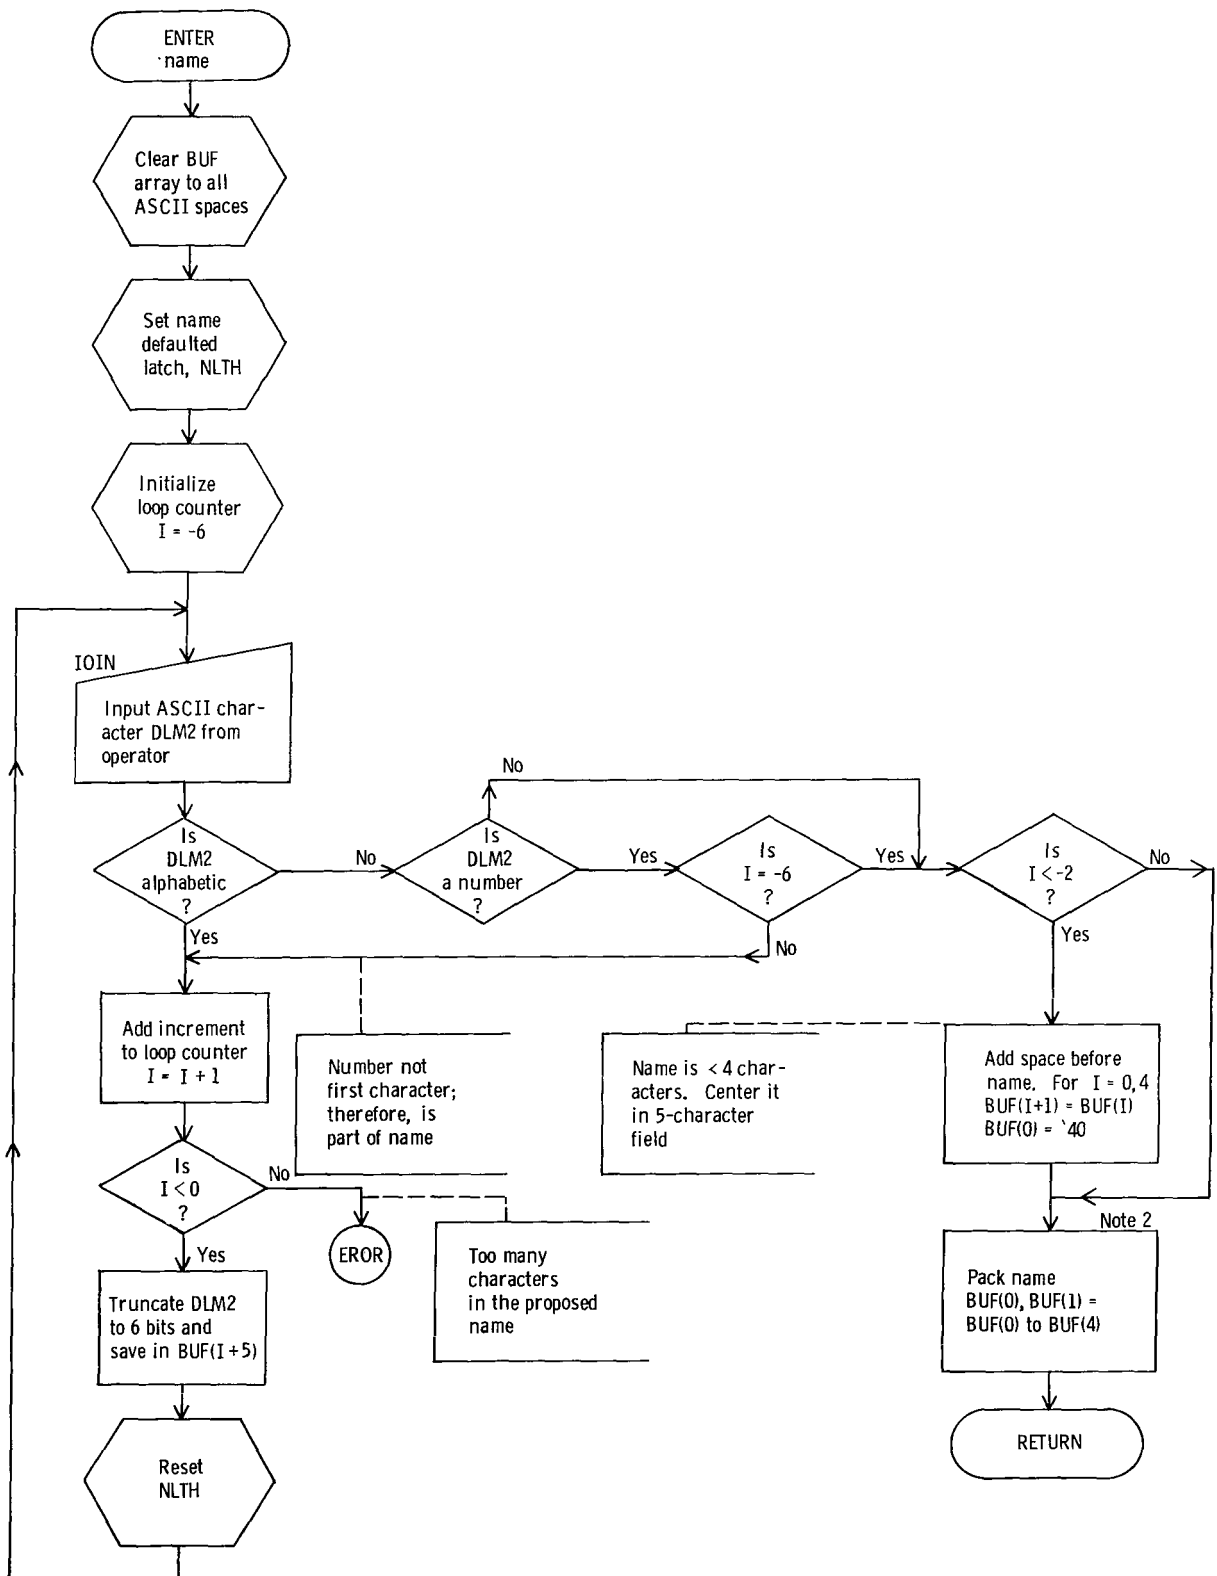 ENTER
name
Clear BUF
array to all
ASCII spaces
Set name
defaulted
latch, NLTH
Initialize
loop counter
I = -6
IOIN
Input ASCII char-
acter DLM2 from
operator
Is
DLM2
alphabetic
?
No
Yes
Is
DLM2
a number
?
No
Yes
Is
I = -6
?
Yes
No
Is
I < -2
?
No
Yes
Add increment
to loop counter
I = I + 1
Number not
first character;
therefore, is
part of name
Name is < 4 char-
acters. Center it
in 5-character
field
Add space before
name. For I = 0,4
BUF(I+1) = BUF(I)
BUF(0) = '40
Is
I < 0
?
No
Yes
EROR
Too many
characters
in the proposed
name
Note 2
Pack name
BUF(0), BUF(1) =
BUF(0) to BUF(4)
Truncate DLM2
to 6 bits and
save in BUF(I+5)
Reset
NLTH
RETURN